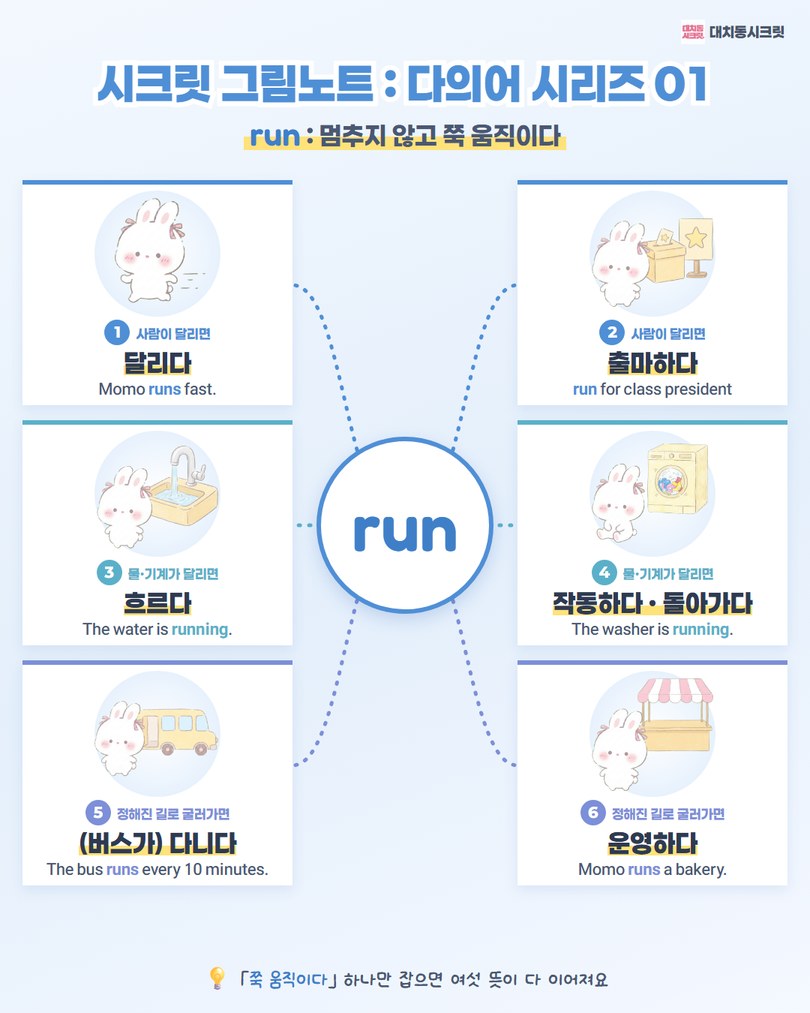 대치동
시크릿
대치동시크릿
시크릿 그림노트 : 다의어 시리즈 01
run : 멈추지 않고 쭉 움직이다
1 사람이 달리면
달리다
Momo runs fast.
2 사람이 달리면
출마하다
run for class president
3 물·기계가 달리면
흐르다
The water is running.
run
4 물·기계가 달리면
작동하다 · 돌아가다
The washer is running.
5 정해진 길로 굴러가면
(버스가) 다니다
The bus runs every 10 minutes.
6 정해진 길로 굴러가면
운영하다
Momo runs a bakery.
「쭉 움직이다」 하나만 잡으면 여섯 뜻이 다 이어져요